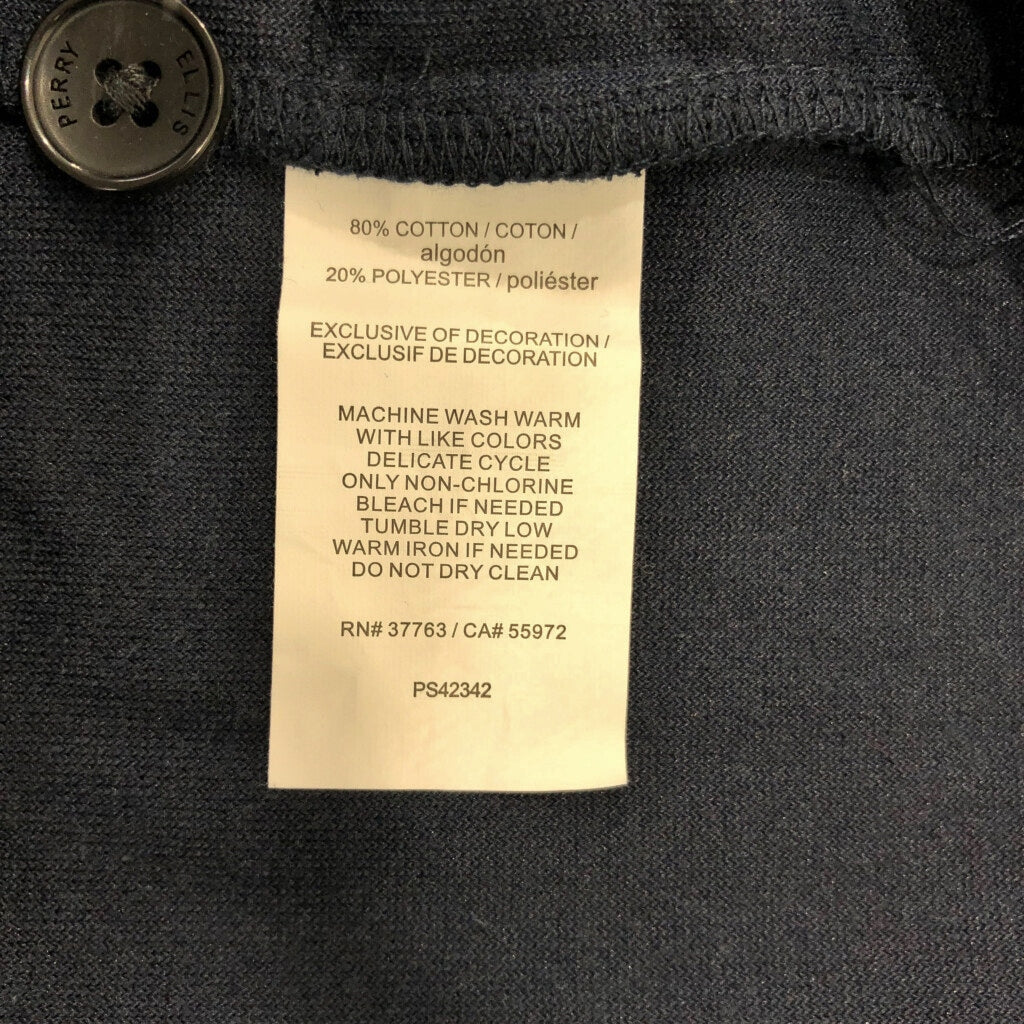 PERRY ELLIS
80% COTTON / COTON /
algodón
20% POLYESTER / poliéster
EXCLUSIVE OF DECORATION /
EXCLUSIF DE DECORATION
MACHINE WASH WARM
WITH LIKE COLORS
DELICATE CYCLE
ONLY NON-CHLORINE
BLEACH IF NEEDED
TUMBLE DRY LOW
WARM IRON IF NEEDED
DO NOT DRY CLEAN
RN# 37763 / CA# 55972
PS42342